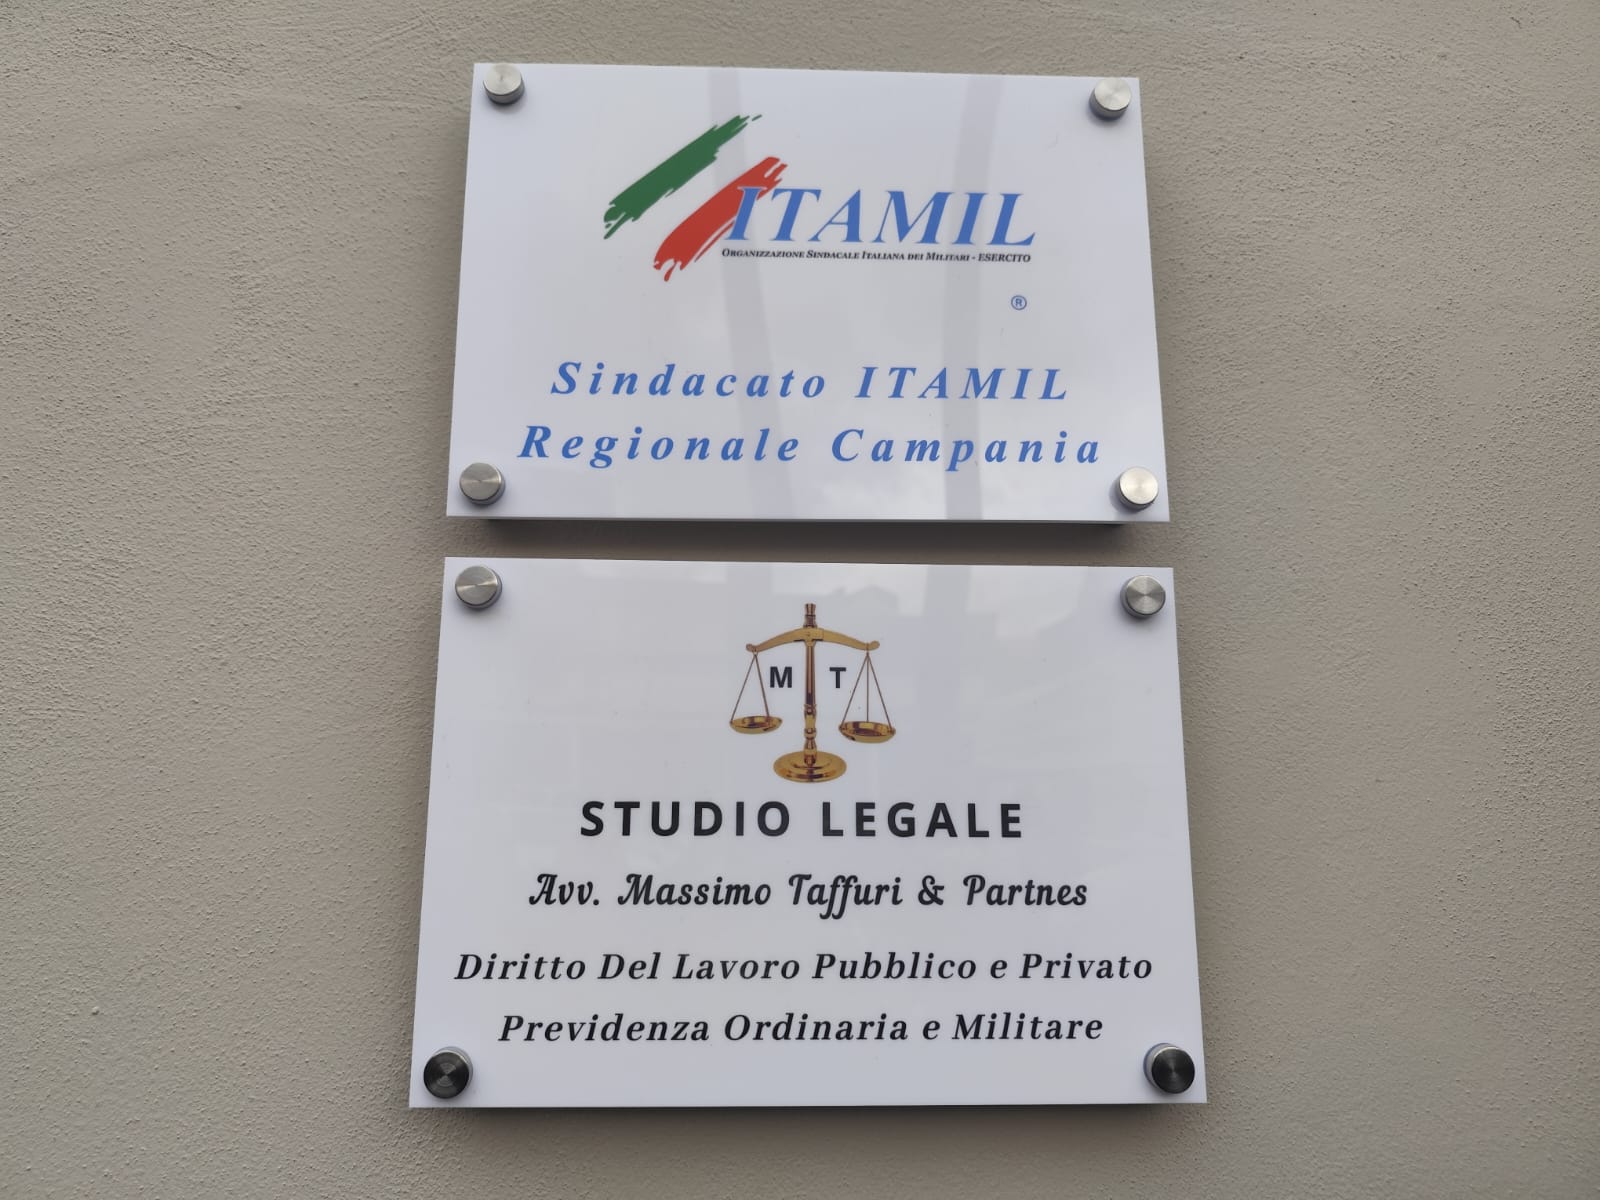 ITAMIL
ORGANIZZAZIONE SINDACALE ITALIANA DEI MILITARI - ESERCITO
®
Sindacato ITAMIL
Regionale Campania
M T
STUDIO LEGALE
Avv. Massimo Taffuri & Partnes
Diritto Del Lavoro Pubblico e Privato
Previdenza Ordinaria e Militare